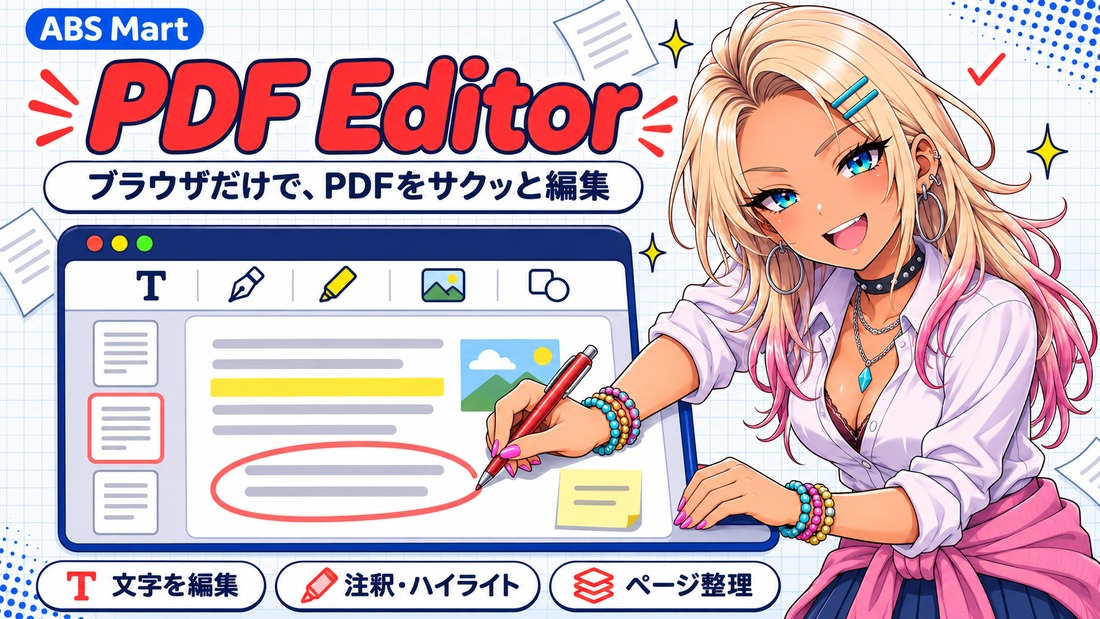 ABS Mart
PDF Editor
ブラウザだけで、PDFをサクッと編集
T
T 文字を編集
注釈・ハイライト
ページ整理